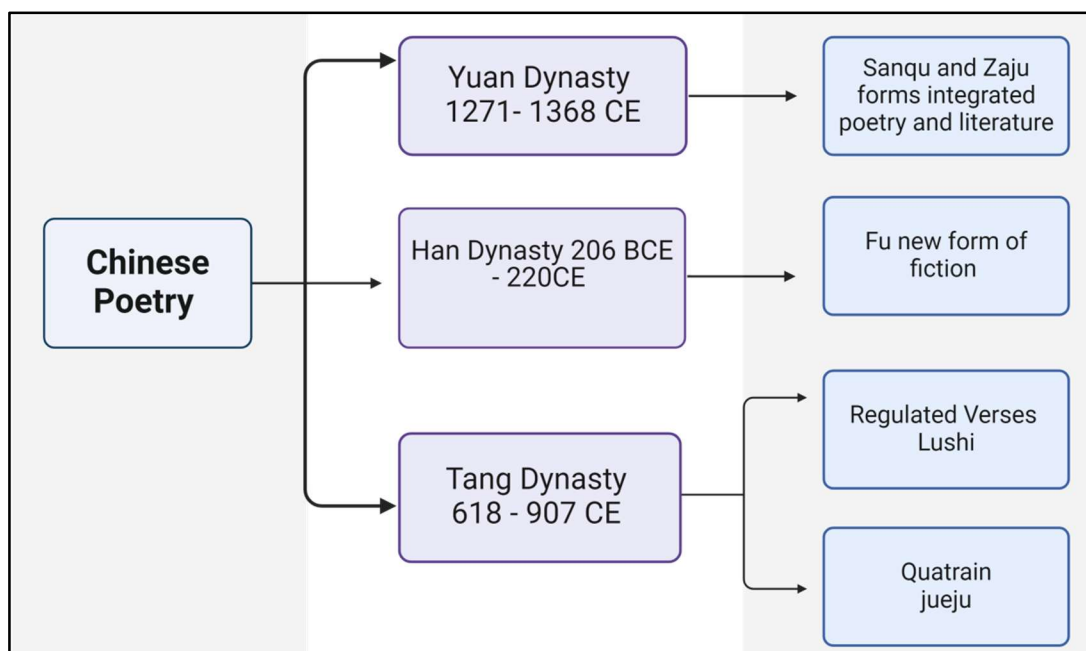 Chinese
Poetry
Yuan Dynasty
1271- 1368 CE
Sanqu and Zaju
forms integrated
poetry and literature
Han Dynasty 206 BCE
- 220CE
Fu new form of
fiction
Tang Dynasty
618 - 907 CE
Regulated Verses
Lushi
Quatrain
jueju